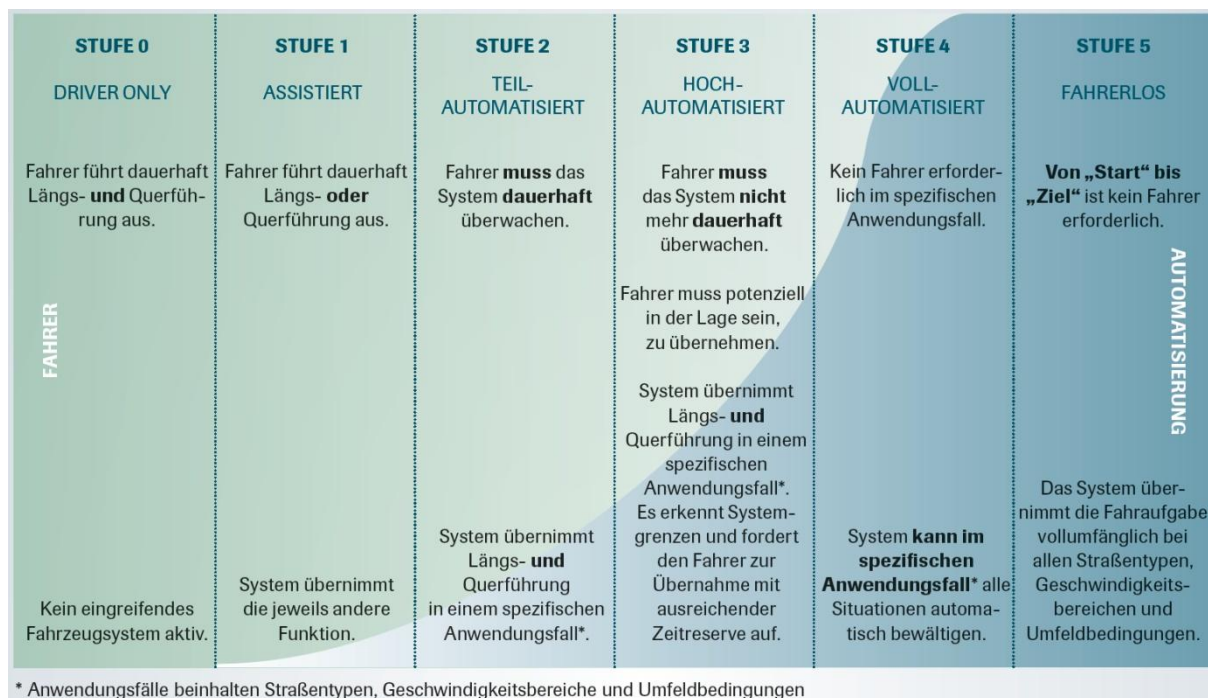 STUFE 0
DRIVER ONLY
Fahrer führt dauerhaft
Längs- und Querfüh-
rung aus.
Kein eingreifendes
Fahrzeugsystem aktiv.
STUFE 1
ASSISTIERT
Fahrer führt dauerhaft
Längs- oder
Querführung aus.
System übernimmt
die jeweils andere
Funktion.
STUFE 2
TEIL-
AUTOMATISIERT
Fahrer muss das
System dauerhaft
überwachen.
System übernimmt
Längs- und
Querführung
in einem spezifischen
Anwendungsfall*.
STUFE 3
HOCH-
AUTOMATISIERT
Fahrer muss
das System nicht
mehr dauerhaft
überwachen.
Fahrer muss potenziell
in der Lage sein,
zu übernehmen.
System übernimmt
Längs- und
Querführung in einem
spezifischen
Anwendungsfall*.
Es erkennt System-
grenzen und fordert
den Fahrer zur
Übernahme mit
ausreichender
Zeitreserve auf.
STUFE 4
VOLL-
AUTOMATISIERT
Kein Fahrer erforder-
lich im spezifischen
Anwendungsfall.
System kann im
spezifischen
Anwendungsfall* alle
Situationen automa-
tisch bewältigen.
STUFE 5
FAHRERLOS
Von „Start“ bis
„Ziel“ ist kein Fahrer
erforderlich.
Das System über-
nimmt die Fahraufgabe
vollumfänglich bei
allen Straßentypen,
Geschwindigkeits-
bereichen und
Umfeldbedingungen.
FAHRER
AUTOMATISIERUNG
* Anwendungsfälle beinhalten Straßentypen, Geschwindigkeitsbereiche und Umfeldbedingungen